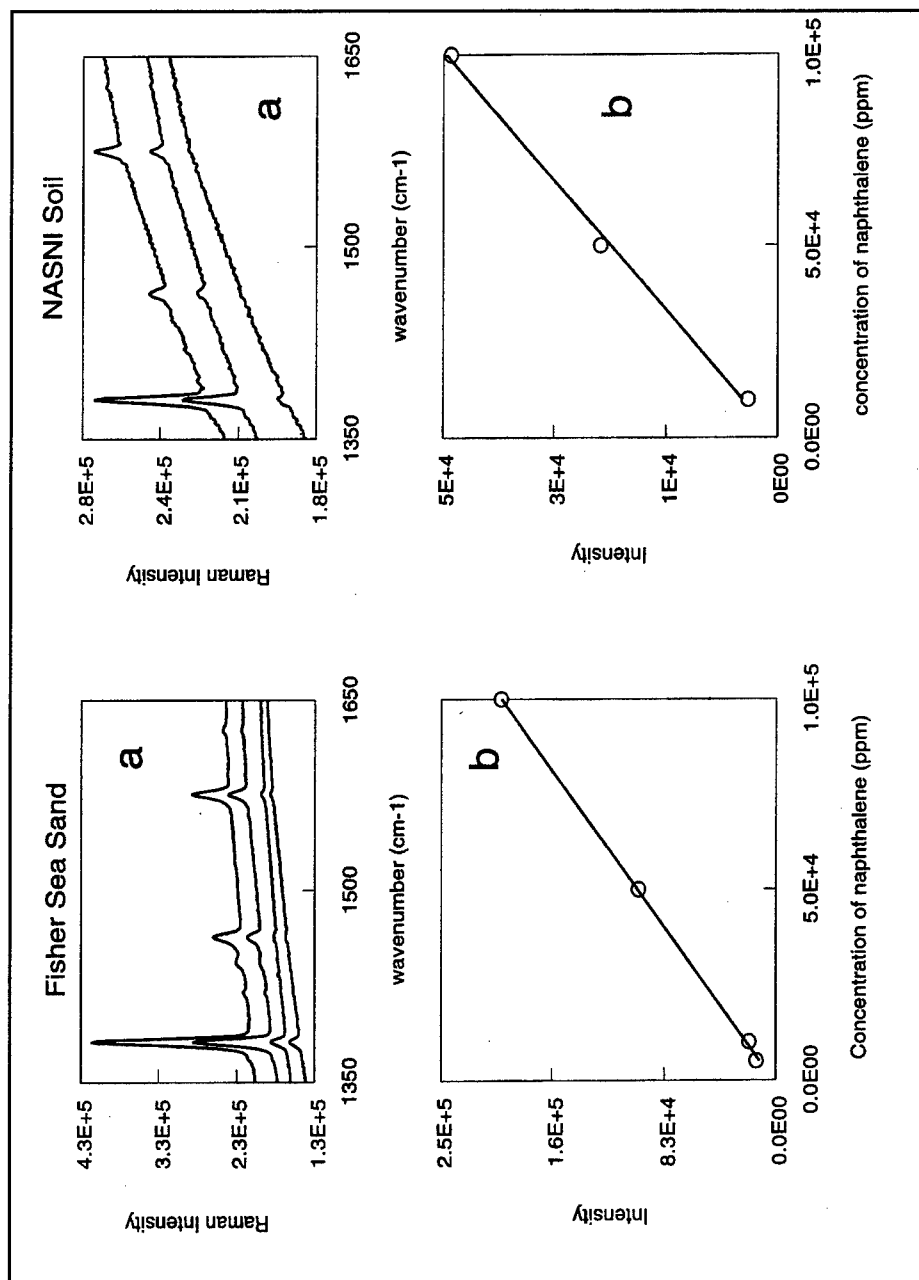 Fisher Sea Sand
a
4.3E+5
3.3E+5
2.3E+5
1.3E+5
Raman Intensity
1350
1500
1650
wavenumber (cm-1)
b
2.5E+5
1.6E+5
8.3E+4
0.0E00
Intensity
0.0E00
5.0E+4
1.0E+5
Concentration of naphthalene (ppm)
NASNI Soil
a
2.8E+5
2.4E+5
2.1E+5
1.8E+5
Raman Intensity
1350
1500
1650
wavenumber (cm-1)
b
5E+4
3E+4
1E+4
0E00
Intensity
0.0E00
5.0E+4
1.0E+5
concentration of naphthalene (ppm)